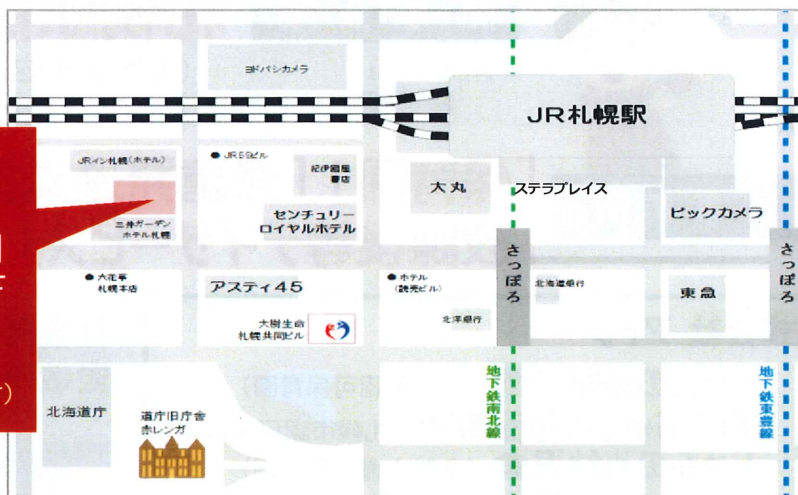 ヨドバシカメラ
JR札幌駅
JRイン札幌(ホテル)
● JR55ビル
紀伊國屋
書店
大丸
ステラプレイス
ビックカメラ
三井ガーデン
ホテル札幌
センチュリー
ロイヤルホテル
● 六花亭
札幌本店
アスティ45
● ホテル
(読売ビル)
さっぽろ
北海道銀行
東急
さっぽろ
大樹生命
札幌共同ビル
北洋銀行
地下鉄南北線
地下鉄東豊線
北海道庁
道庁旧庁舎
赤レンガ